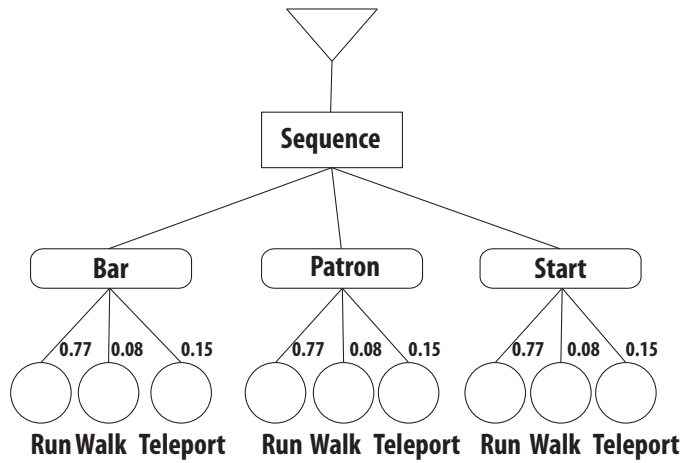 Sequence
Bar Patron Start
0.77 0.08 0.15 0.77 0.08 0.15 0.77 0.08 0.15
Run Walk Teleport Run Walk Teleport Run Walk Teleport